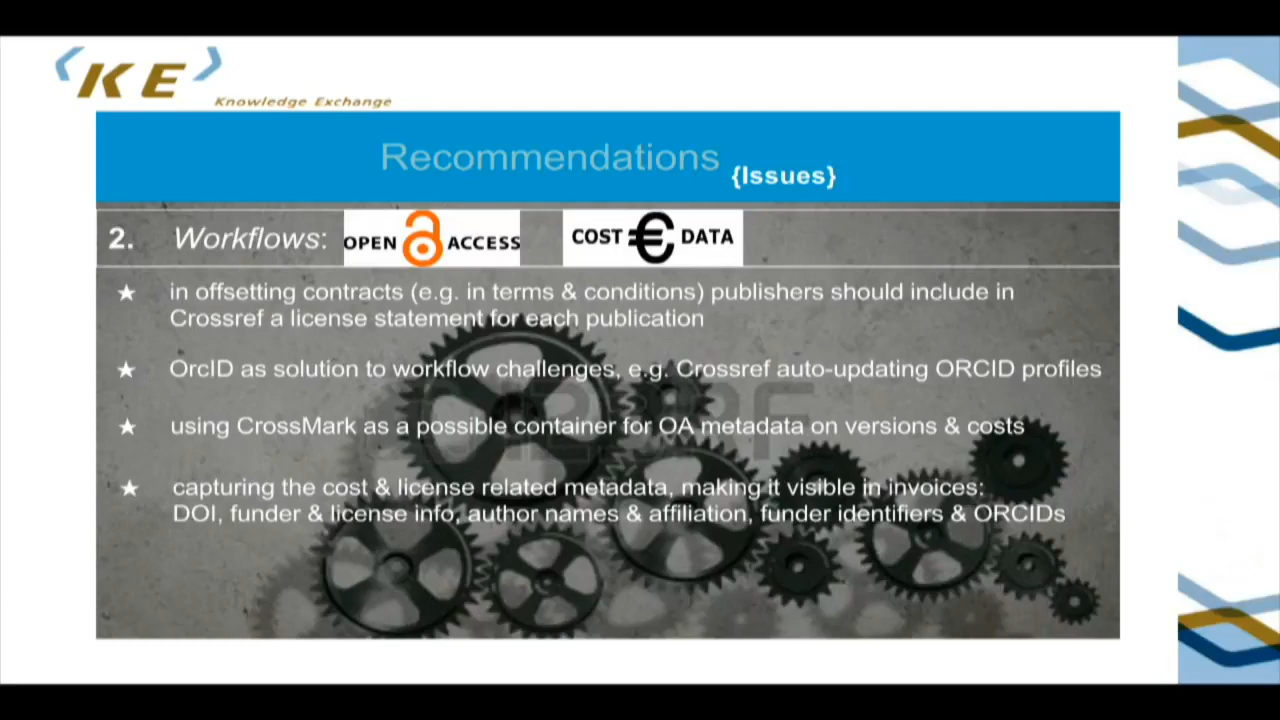 KE
Knowledge Exchange
Recommendations {Issues}
2. Workflows: OPEN ACCESS COST € DATA
★ in offsetting contracts (e.g. in terms & conditions) publishers should include in
Crossref a license statement for each publication
★ OrcID as solution to workflow challenges, e.g. Crossref auto-updating ORCID profiles
★ using CrossMark as a possible container for OA metadata on versions & costs
★ capturing the cost & license related metadata, making it visible in invoices:
DOI, funder & license info, author names & affiliation, funder identifiers & ORCIDs